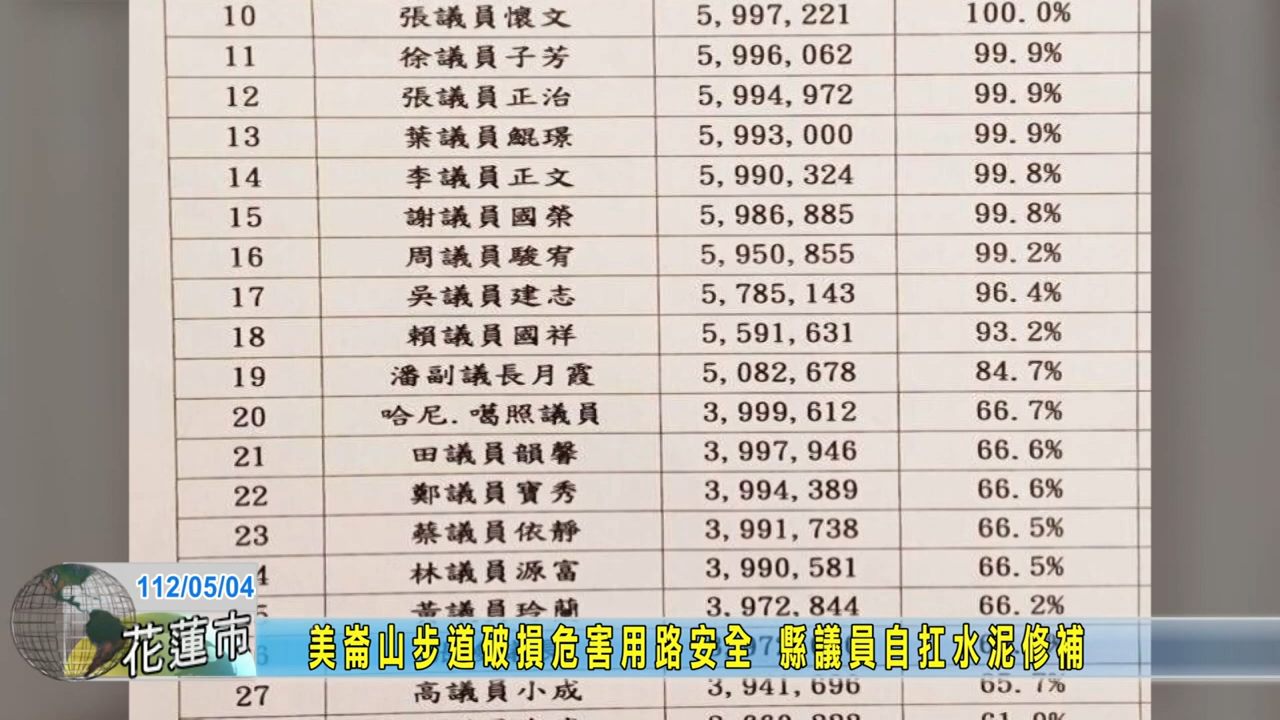 10 張議員懷文 5,997,221 100.0%
11 徐議員子芳 5,996,062 99.9%
12 張議員正治 5,994,972 99.9%
13 葉議員鯤璟 5,993,000 99.9%
14 李議員正文 5,990,324 99.8%
15 謝議員國榮 5,986,885 99.8%
16 周議員駿宥 5,950,855 99.2%
17 吳議員建志 5,785,143 96.4%
18 賴議員國祥 5,591,631 93.2%
19 潘副議長月霞 5,082,678 84.7%
20 哈尼.噶照議員 3,999,612 66.7%
21 田議員韻馨 3,997,946 66.6%
22 鄭議員寶秀 3,994,389 66.6%
23 蔡議員依靜 3,991,738 66.5%
4 林議員源富 3,990,581 66.5%
黃議員玲蘭 3,972,844 66.2%
27 高議員小成 3,941,696 65.7%
112/05/04
花蓮市
美崙山步道破損危害用路安全 縣議員自扛水泥修補